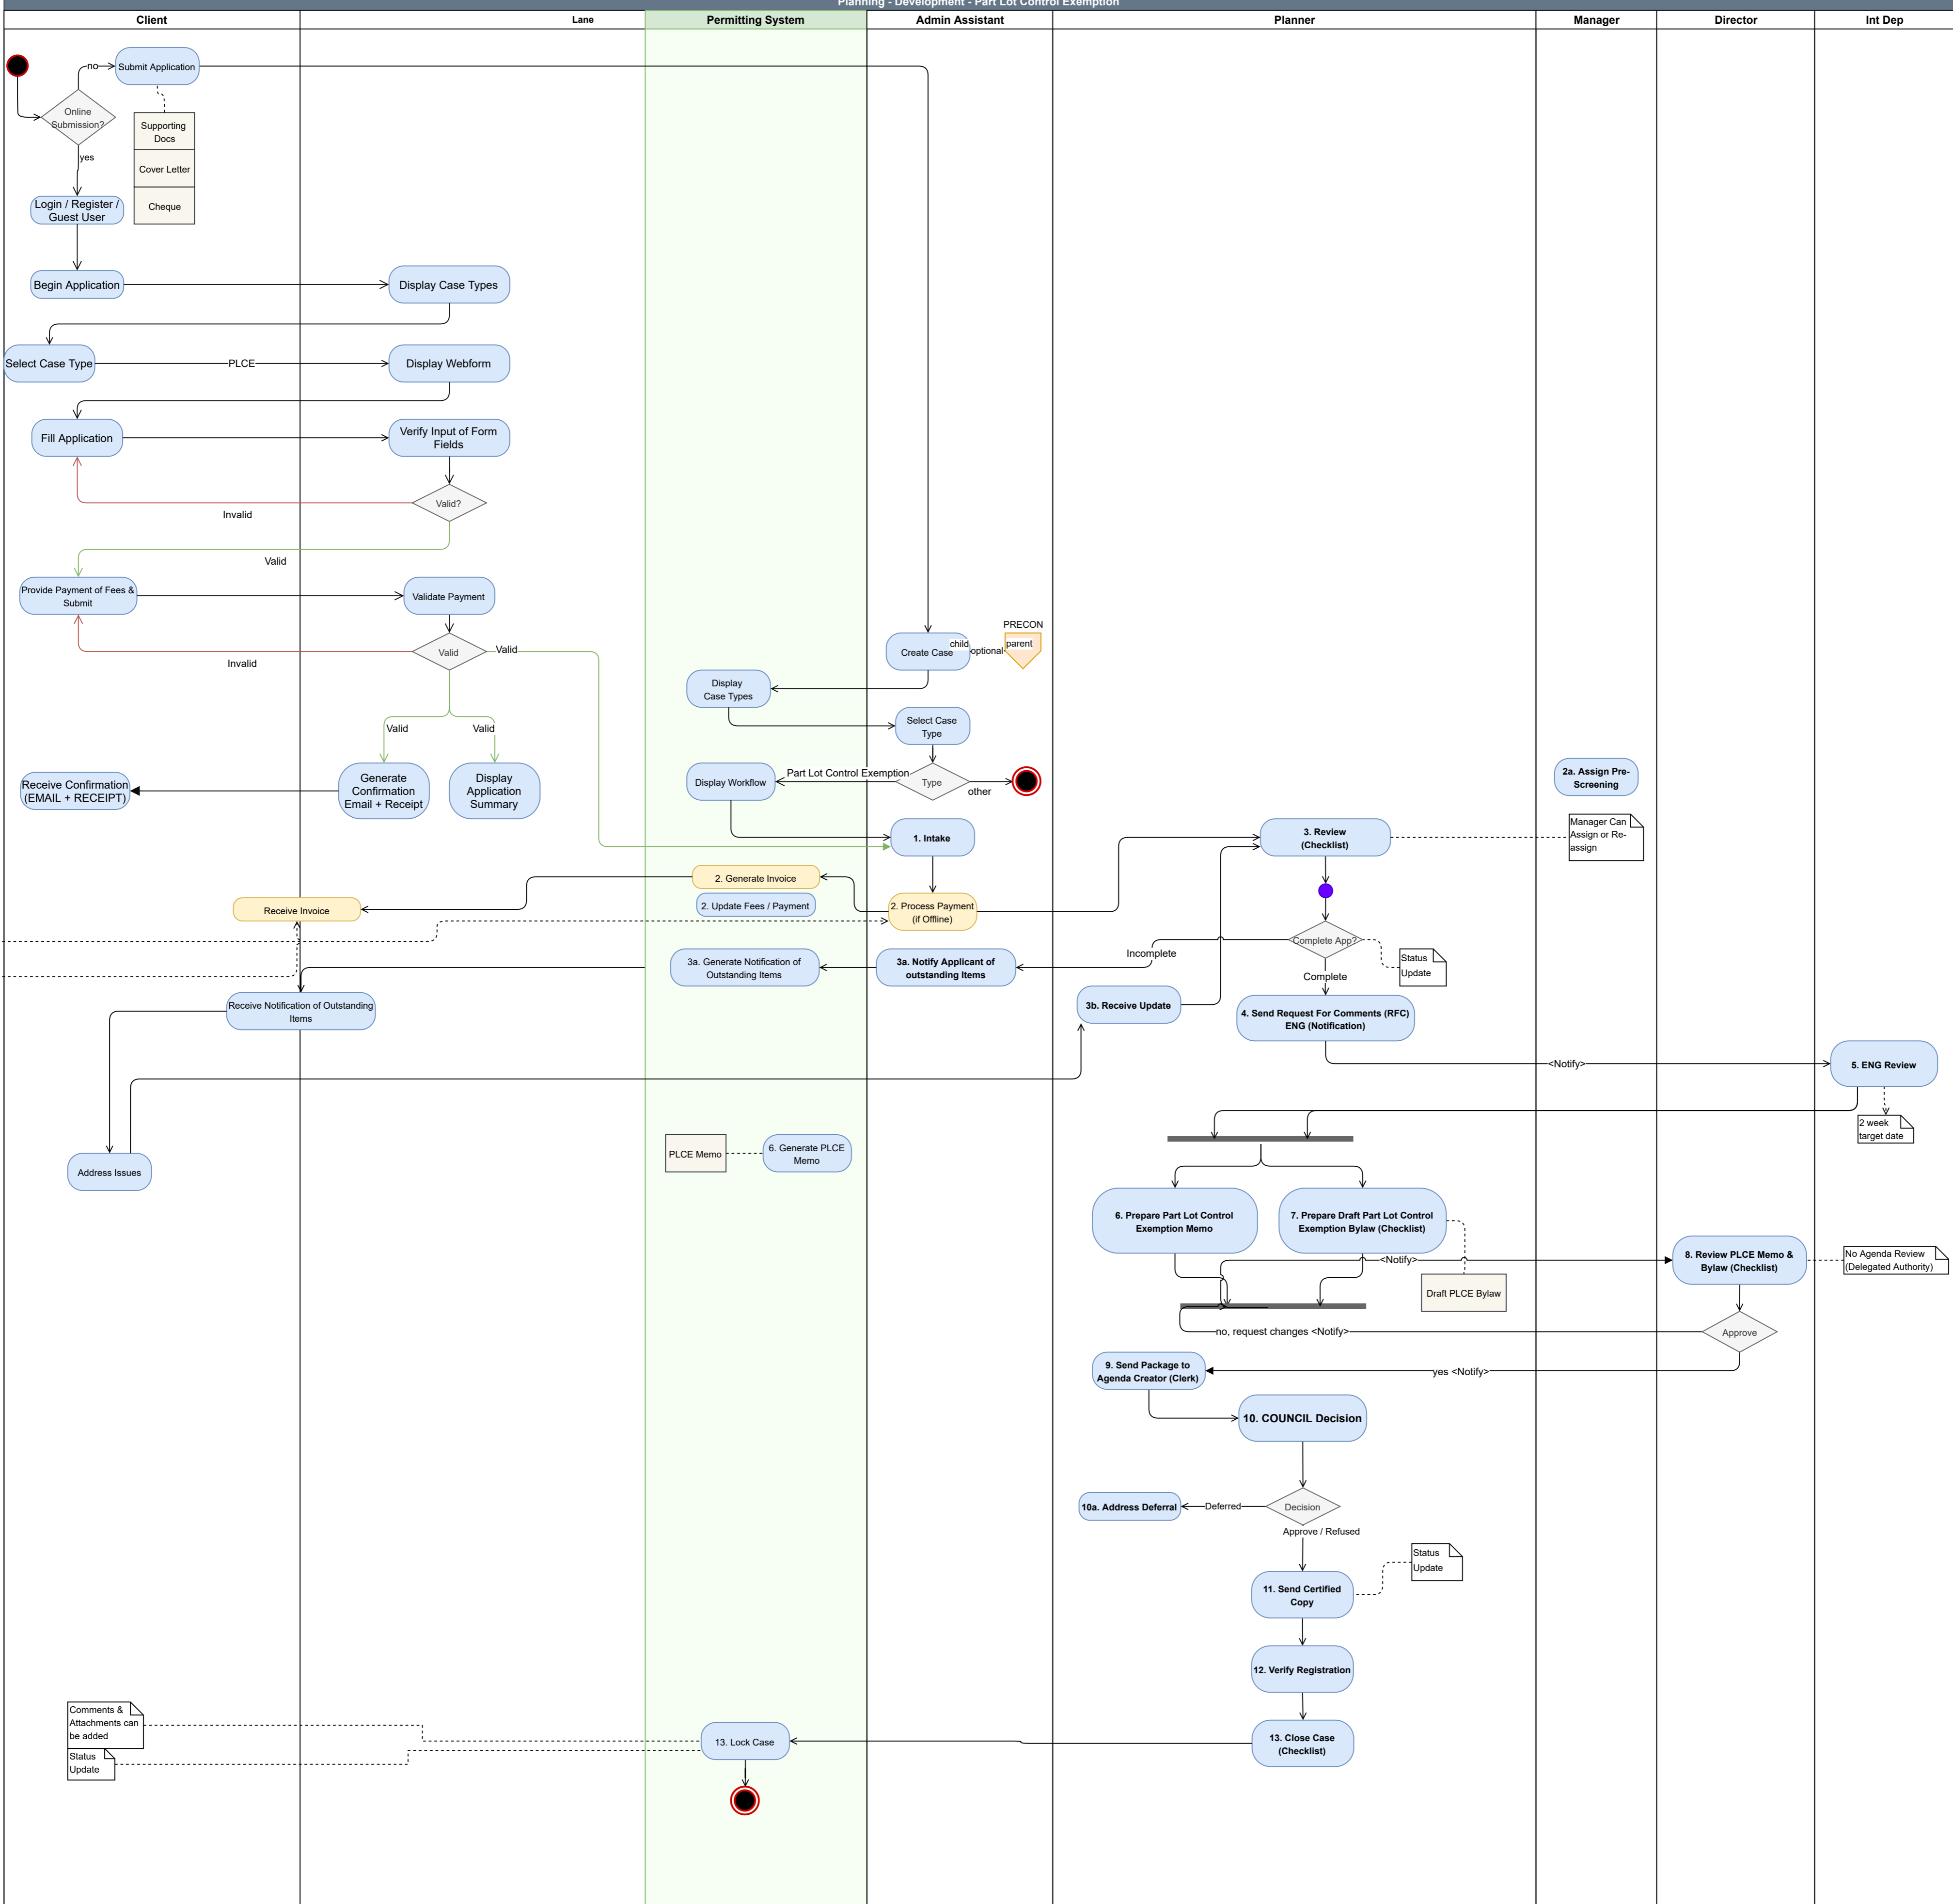 Planning - Development - Part Lot Control Exemption
Client
Lane
Permitting System
Admin Assistant
Planner
Manager
Director
Int Dep
no
Submit Application
Online
Submission?
Supporting
Docs
yes
Cover Letter
Cheque
Login / Register /
Guest User
Begin Application
Display Case Types
Select Case Type
PLCE
Display Webform
Fill Application
Verify Input of Form
Fields
Valid?
Invalid
Valid
Provide Payment of Fees &
Submit
Validate Payment
Valid
Valid
Invalid
PRECON
child
parent
optional
Create Case
Display
Case Types
Select Case
Type
Valid
Valid
Receive Confirmation
(EMAIL + RECEIPT)
Generate
Confirmation
Email + Receipt
Display
Application
Summary
Display Workflow
Part Lot Control Exemption
Type
other
2a. Assign Pre-
Screening
1. Intake
3. Review
(Checklist)
Manager Can
Assign or Re-
assign
2. Generate Invoice
2. Update Fees / Payment
2. Process Payment
(if Offline)
Receive Invoice
Complete App?
Incomplete
Status
Update
Complete
3a. Generate Notification of
Outstanding Items
3a. Notify Applicant of
outstanding Items
Receive Notification of Outstanding
Items
3b. Receive Update
4. Send Request For Comments (RFC)
ENG (Notification)
<Notify>
5. ENG Review
2 week
target date
Address Issues
PLCE Memo
6. Generate PLCE
Memo
6. Prepare Part Lot Control
Exemption Memo
7. Prepare Draft Part Lot Control
Exemption Bylaw (Checklist)
<Notify>
8. Review PLCE Memo &
Bylaw (Checklist)
No Agenda Review
(Delegated Authority)
Draft PLCE Bylaw
no, request changes <Notify>
Approve
9. Send Package to
Agenda Creator (Clerk)
yes <Notify>
10. COUNCIL Decision
10a. Address Deferral
Deferred
Decision
Approve / Refused
Status
Update
11. Send Certified
Copy
12. Verify Registration
Comments &
Attachments can
be added
Status
Update
13. Lock Case
13. Close Case
(Checklist)